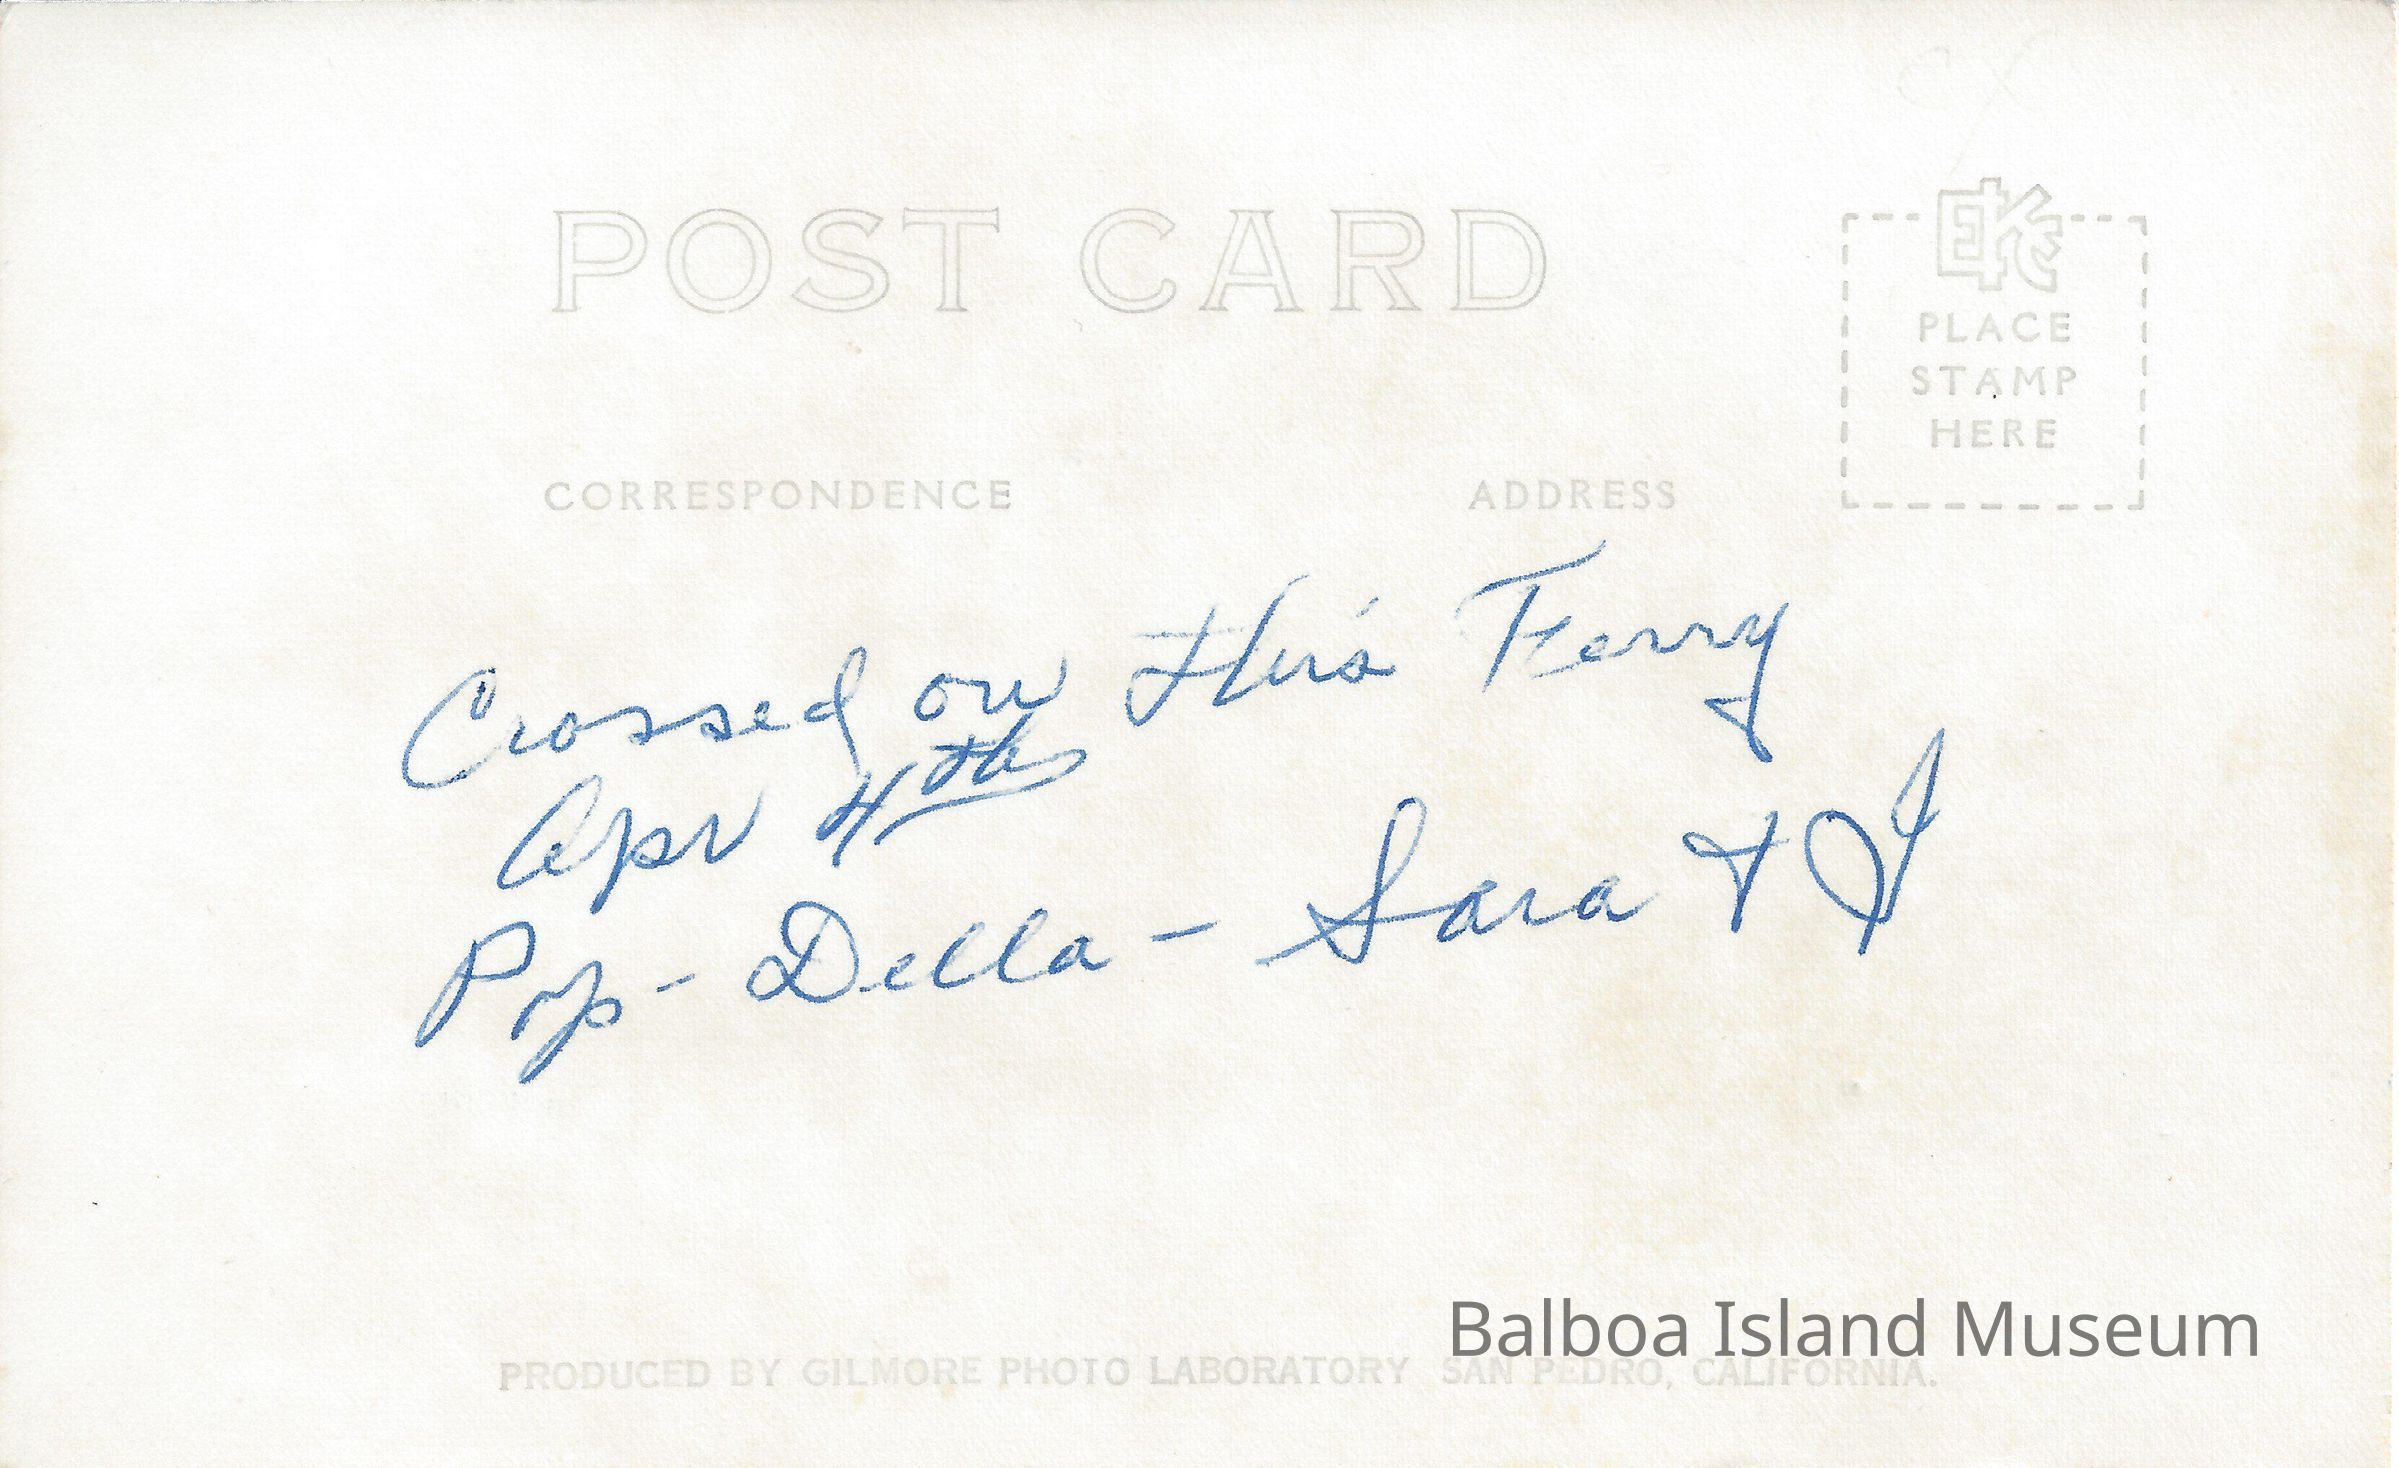 POST CARD
EKC
PLACE
STAMP
HERE
CORRESPONDENCE
ADDRESS
Crossed on this Ferry
Apr 4th
Pop - Della - Sara + I
Balboa Island Museum
PRODUCED BY GILMORE PHOTO LABORATORY SAN PEDRO, CALIFORNIA.